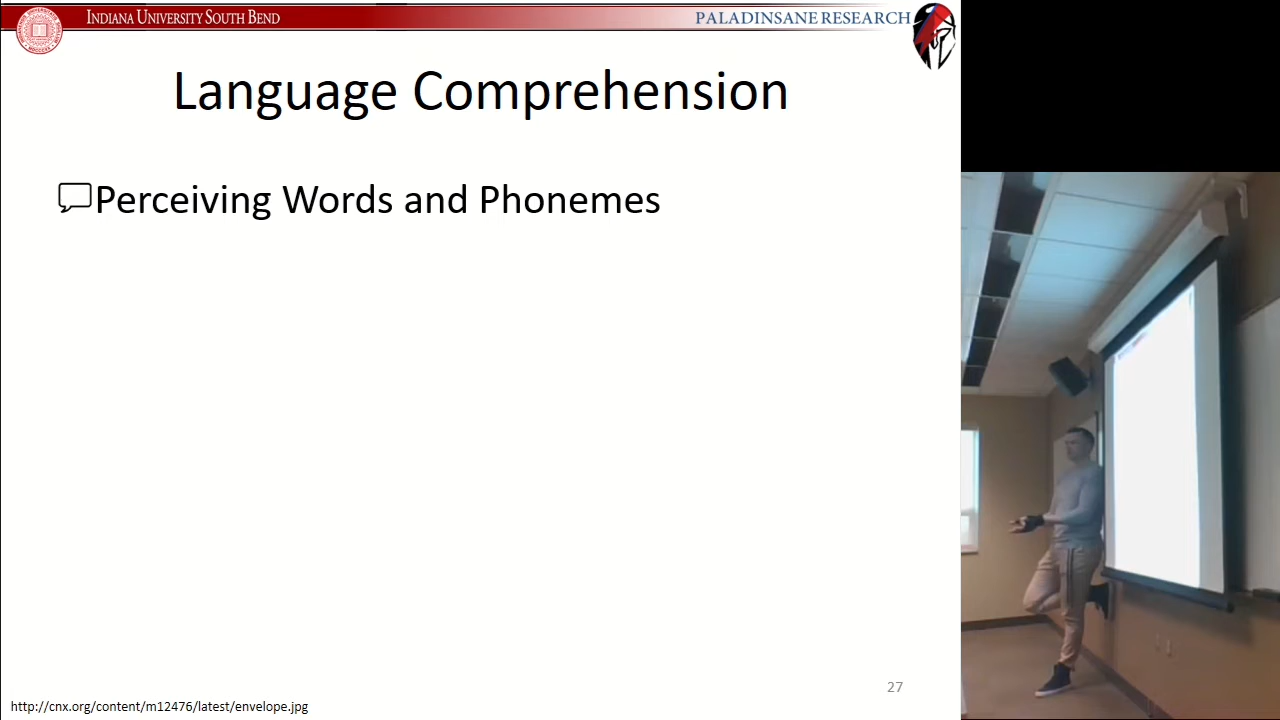 INDIANA UNIVERSITY SOUTH BEND
PALADINSANE RESEARCH
Language Comprehension
Perceiving Words and Phonemes
27
http://cnx.org/content/m12476/latest/envelope.jpg